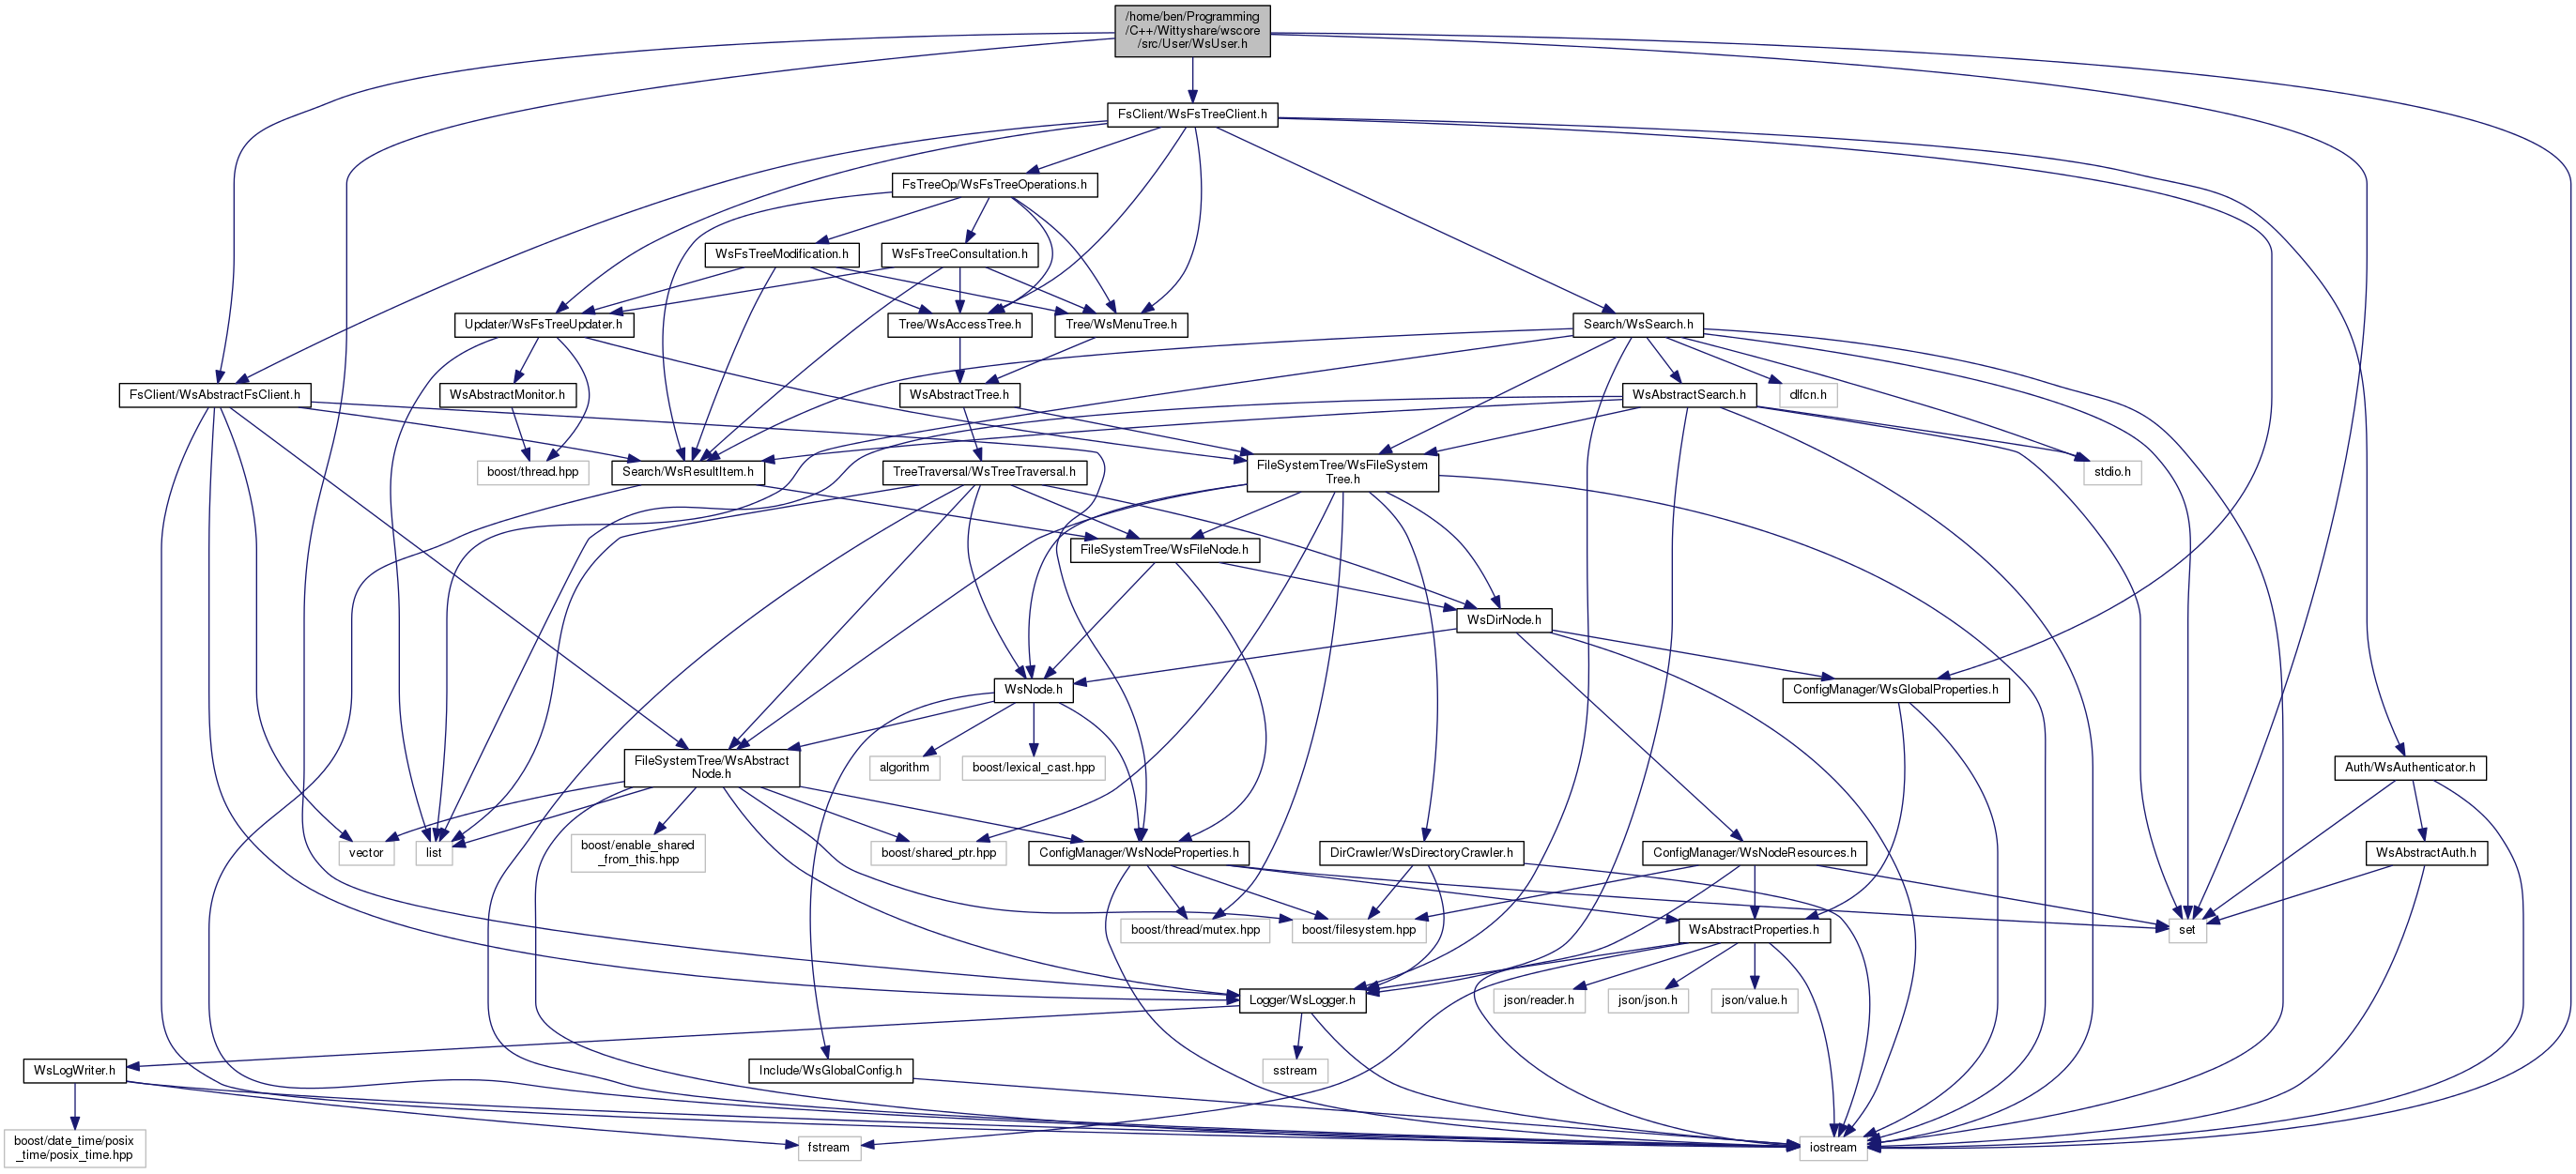 /home/ben/Programming
/C++/Wittyshare/wscore
/src/User/WsUser.h
FsClient/WsFsTreeClient.h
FsTreeOp/WsFsTreeOperations.h
WsFsTreeModification.h
WsFsTreeConsultation.h
Updater/WsFsTreeUpdater.h
Tree/WsAccessTree.h
Tree/WsMenuTree.h
Search/WsSearch.h
FsClient/WsAbstractFsClient.h
WsAbstractMonitor.h
WsAbstractTree.h
WsAbstractSearch.h
dlfcn.h
boost/thread.hpp
Search/WsResultItem.h
TreeTraversal/WsTreeTraversal.h
FileSystemTree/WsFileSystem
Tree.h
stdio.h
FileSystemTree/WsFileNode.h
WsDirNode.h
WsNode.h
ConfigManager/WsGlobalProperties.h
FileSystemTree/WsAbstract
Node.h
algorithm
boost/lexical_cast.hpp
Auth/WsAuthenticator.h
vector
list
boost/enable_shared
_from_this.hpp
boost/shared_ptr.hpp
ConfigManager/WsNodeProperties.h
DirCrawler/WsDirectoryCrawler.h
ConfigManager/WsNodeResources.h
WsAbstractAuth.h
boost/thread/mutex.hpp
boost/filesystem.hpp
WsAbstractProperties.h
set
Logger/WsLogger.h
json/reader.h
json/json.h
json/value.h
WsLogWriter.h
Include/WsGlobalConfig.h
sstream
boost/date_time/posix
_time/posix_time.hpp
fstream
iostream